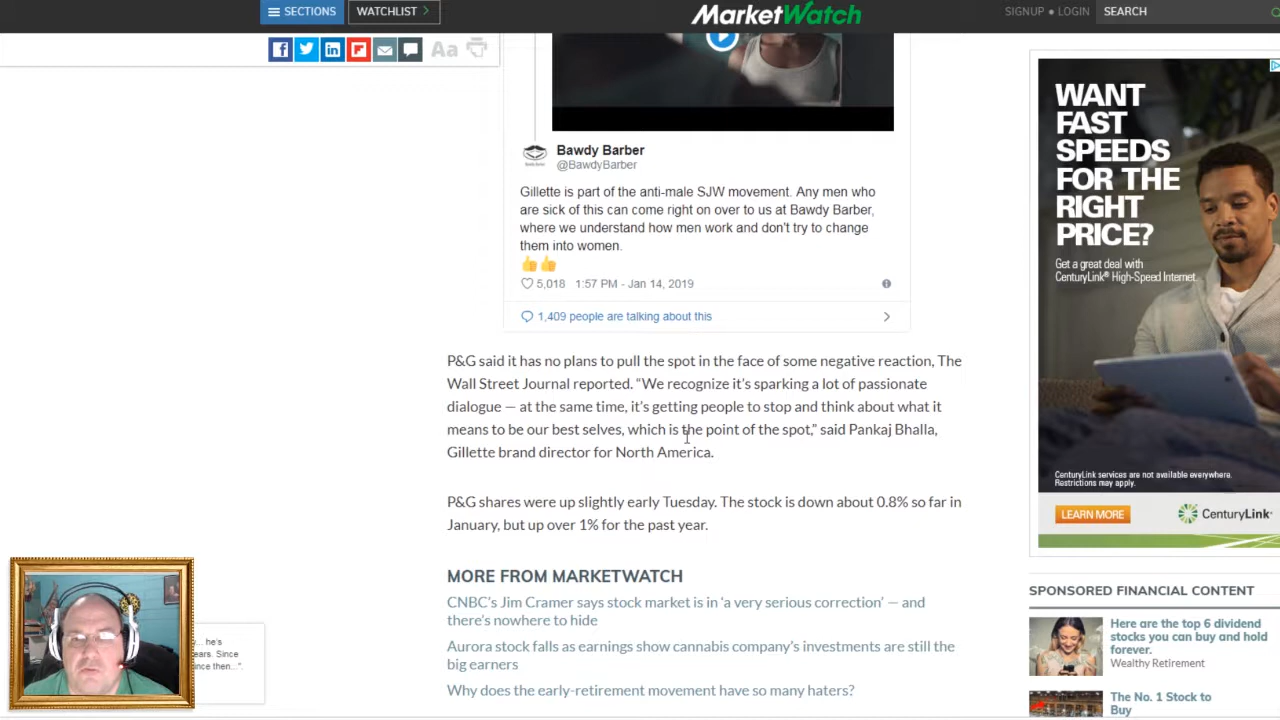 SECTIONS
WATCHLIST >
MarketWatch
SIGNUP • LOGIN
SEARCH
Aa
Bawdy Barber
@BawdyBarber
Gillette is part of the anti-male SJW movement. Any men who
are sick of this can come right on over to us at Bawdy Barber,
where we understand how men work and don't try to change
them into women.
👍👍
5,018 1:57 PM - Jan 14, 2019
1,409 people are talking about this
P&G said it has no plans to pull the spot in the face of some negative reaction, The
Wall Street Journal reported. “We recognize it’s sparking a lot of passionate
dialogue — at the same time, it’s getting people to stop and think about what it
means to be our best selves, which is the point of the spot,” said Pankaj Bhalla,
Gillette brand director for North America.
P&G shares were up slightly early Tuesday. The stock is down about 0.8% so far in
January, but up over 1% for the past year.
MORE FROM MARKETWATCH
CNBC’s Jim Cramer says stock market is in ‘a very serious correction’ — and
there’s nowhere to hide
Aurora stock falls as earnings show cannabis company’s investments are still the
big earners
Why does the early-retirement movement have so many haters?
... he's
ears. Since
ince then...".
WANT
FAST
SPEEDS
FOR THE
RIGHT
PRICE?
Get a great deal with
CenturyLink® High-Speed Internet.
CenturyLink services are not available everywhere.
Restrictions may apply.
LEARN MORE
CenturyLink®
SPONSORED FINANCIAL CONTENT
Here are the top 6 dividend
stocks you can buy and hold
forever.
Wealthy Retirement
The No. 1 Stock to
Buy